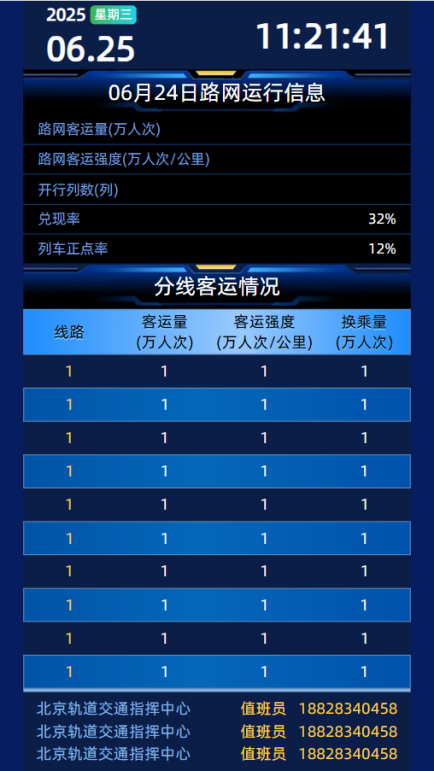 2025 星期三
06.25
11:21:41
06月24日路网运行信息
路网客运量(万人次)
路网客运强度(万人次/公里)
开行列数(列)
兑现率 32%
列车正点率 12%
分线客运情况
线路 客运量(万人次) 客运强度(万人次/公里) 换乘量(万人次)
1 1 1 1
1 1 1 1
1 1 1 1
1 1 1 1
1 1 1 1
1 1 1 1
1 1 1 1
1 1 1 1
1 1 1 1
1 1 1 1
北京轨道交通指挥中心 值班员 18828340458
北京轨道交通指挥中心 值班员 18828340458
北京轨道交通指挥中心 值班员 18828340458